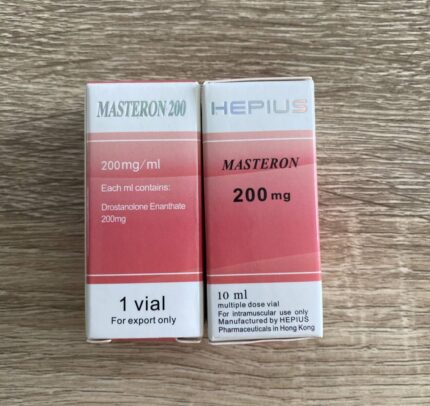 MASTERON 200
200mg/ml
Each ml contains:
Drostanolone Enanthate
200mg
1 vial
For export only
HEPIUS
MASTERON
200 mg
10 ml
multiple dose vial
For intramuscular use only
Manufactured by HEPIUS
Pharmaceuticals in Hong Kong